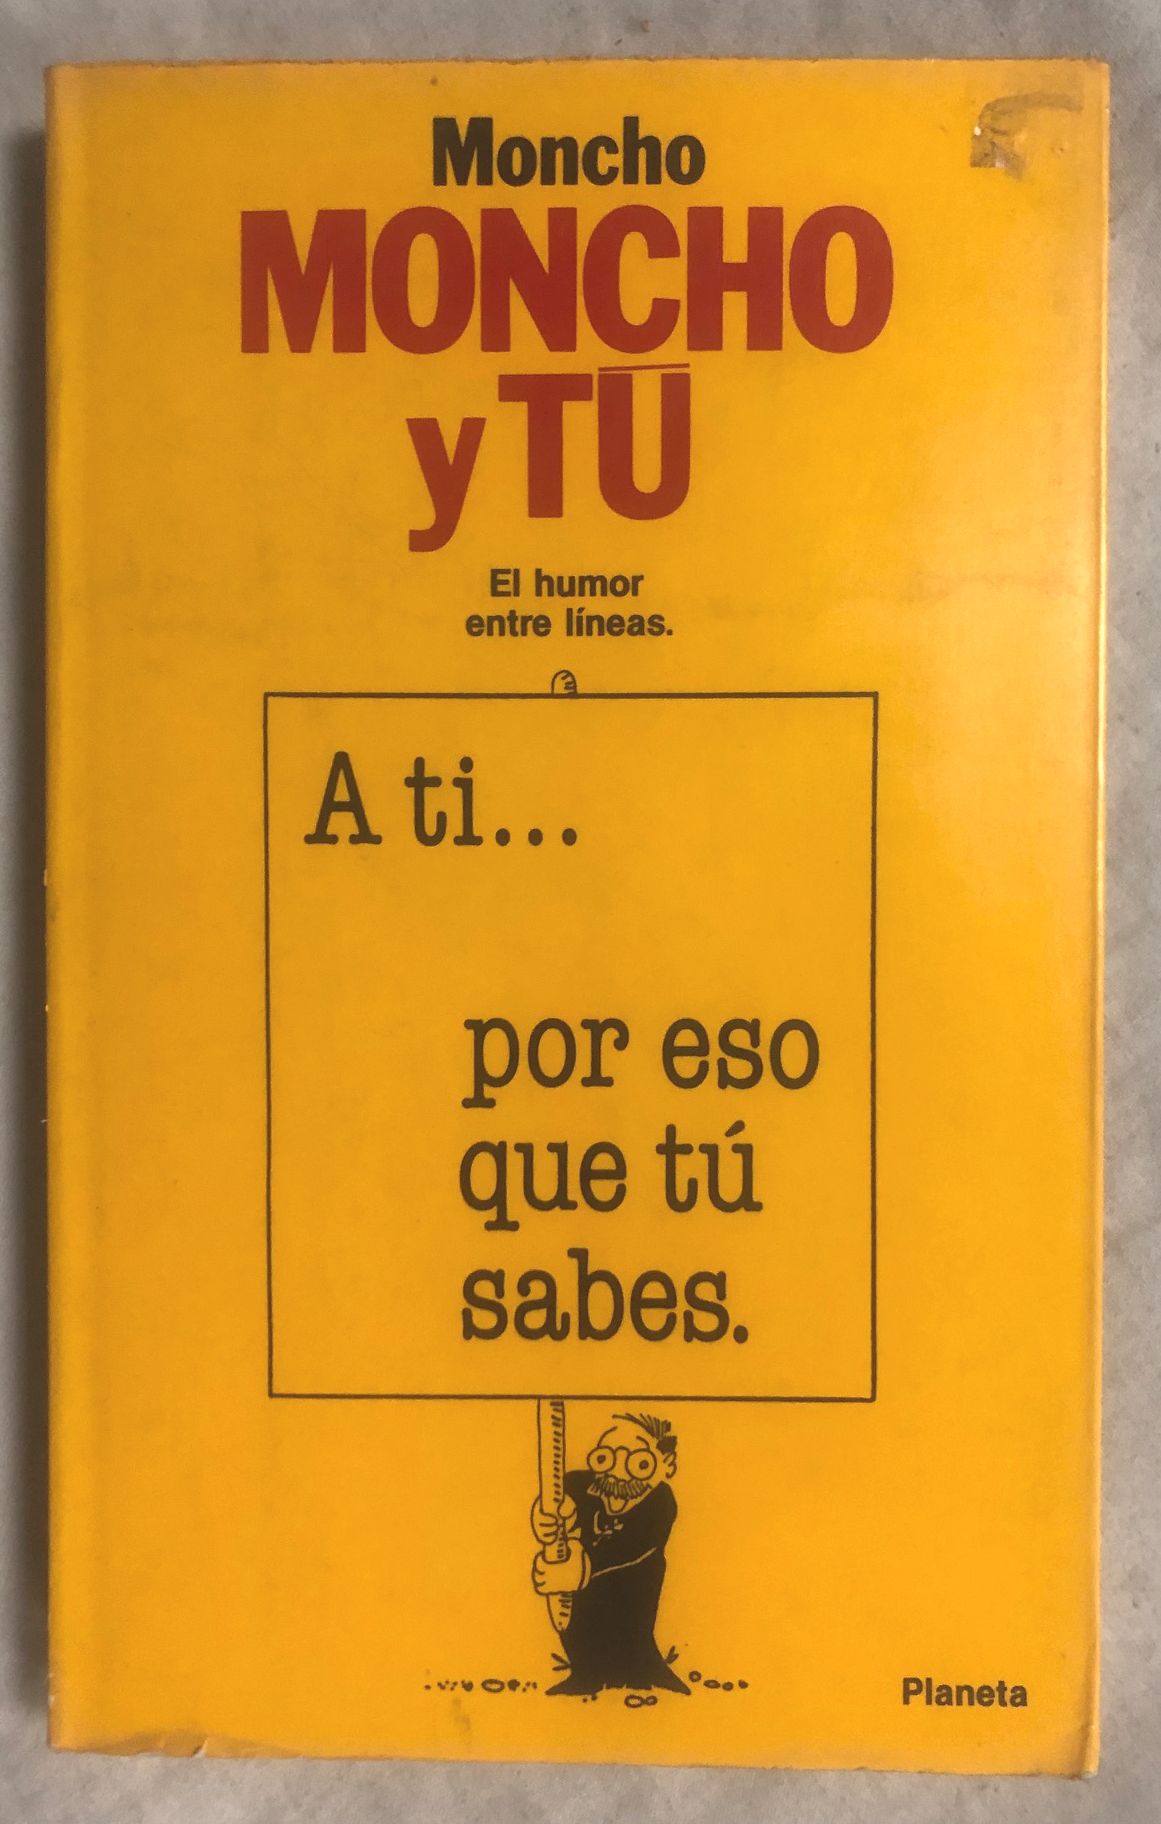 Moncho
MONCHO
y TÚ
El humor
entre líneas.
A ti...
por eso
que tú
sabes.
Planeta